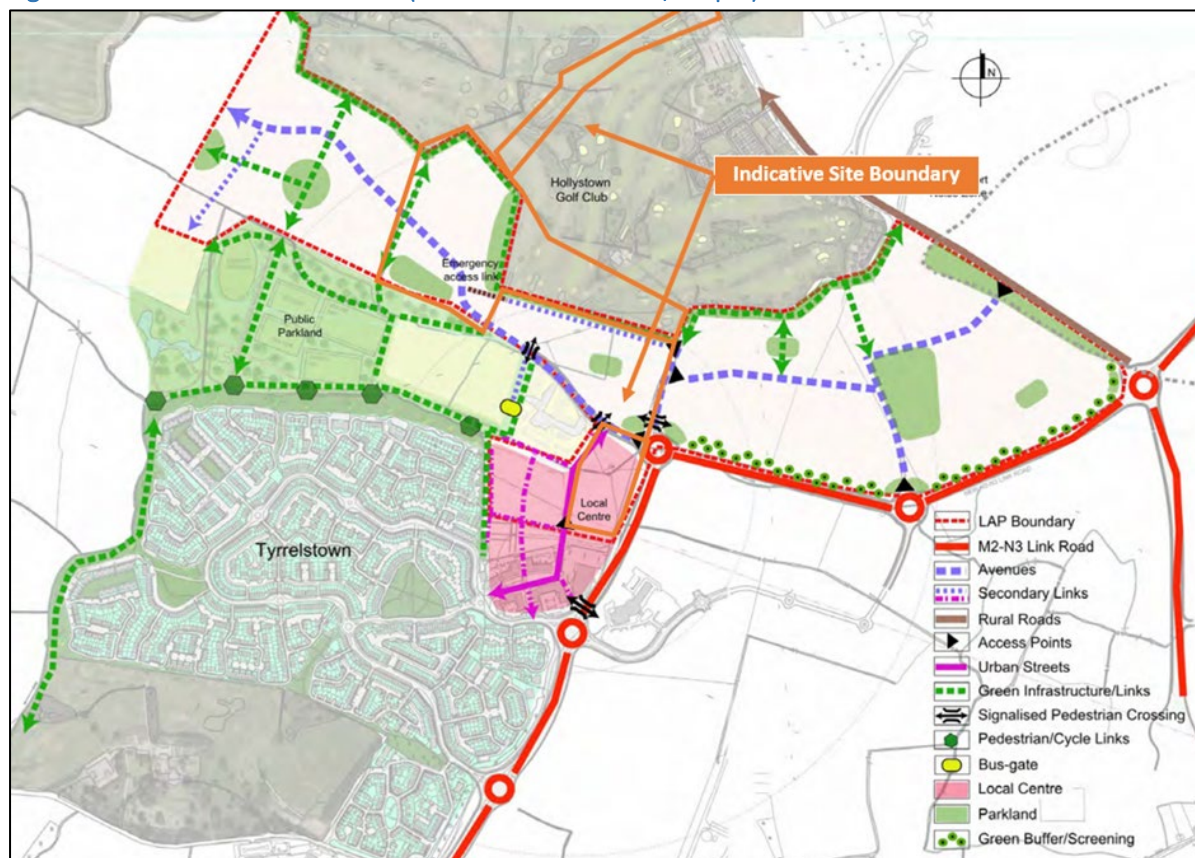 N
Indicative Site Boundary
Hollystown
Golf Club
Emergency
access link
Public
Parkland
Local
Centre
Tyrrelstown
LAP Boundary
M2-N3 Link Road
Avenues
Secondary Links
Rural Roads
Access Points
Urban Streets
Green Infrastructure/Links
Signalised Pedestrian Crossing
Pedestrian/Cycle Links
Bus-gate
Local Centre
Parkland
Green Buffer/Screening